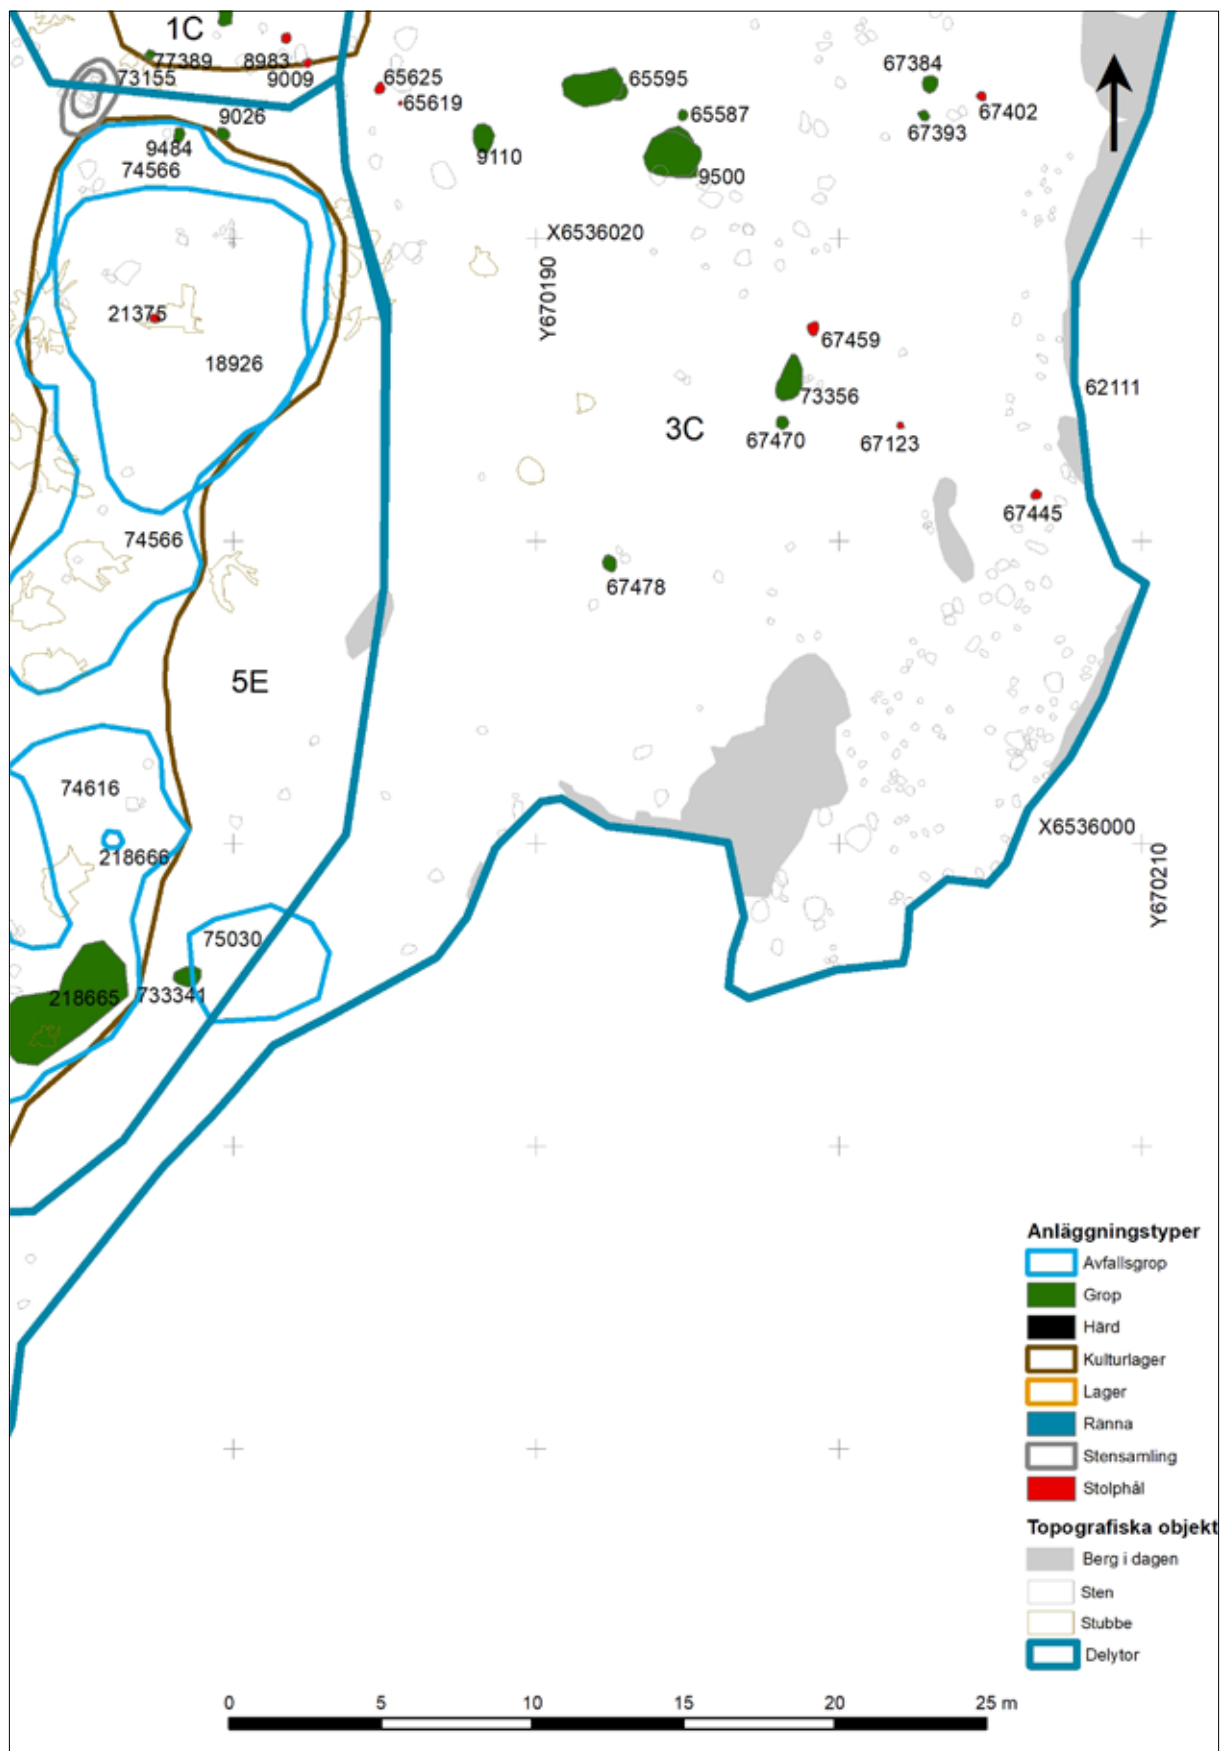 1C
77389
8983
73155
9009
65625
65619
65595
67384
65587
67402
67393
9026
9484
9110
74566
9500
X6536020
Y670190
21375
67459
18926
73356
62111
3C
67470
67123
67445
74566
67478
5E
74616
218666
X6536000
Y670210
75030
218665
733341
Anläggningstyper
Avfallsgrop
Grop
Härd
Kulturlager
Lager
Ränna
Stensamling
Stolphål
Topografiska objekt
Berg i dagen
Sten
Stubbe
Delytor
0 5 10 15 20 25 m